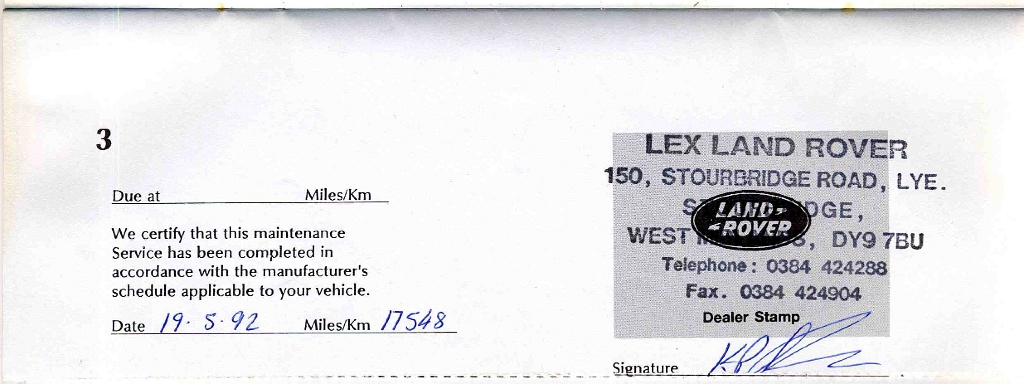 3
Due at Miles/Km
We certify that this maintenance
Service has been completed in
accordance with the manufacturer's
schedule applicable to your vehicle.
Date 19·5·92 Miles/Km 17548
LEX LAND ROVER
150, STOURBRIDGE ROAD, LYE.
LAND-
-ROVER
WEST DY9 7BU
Telephone: 0384 424288
Fax. 0384 424904
Dealer Stamp
Signature